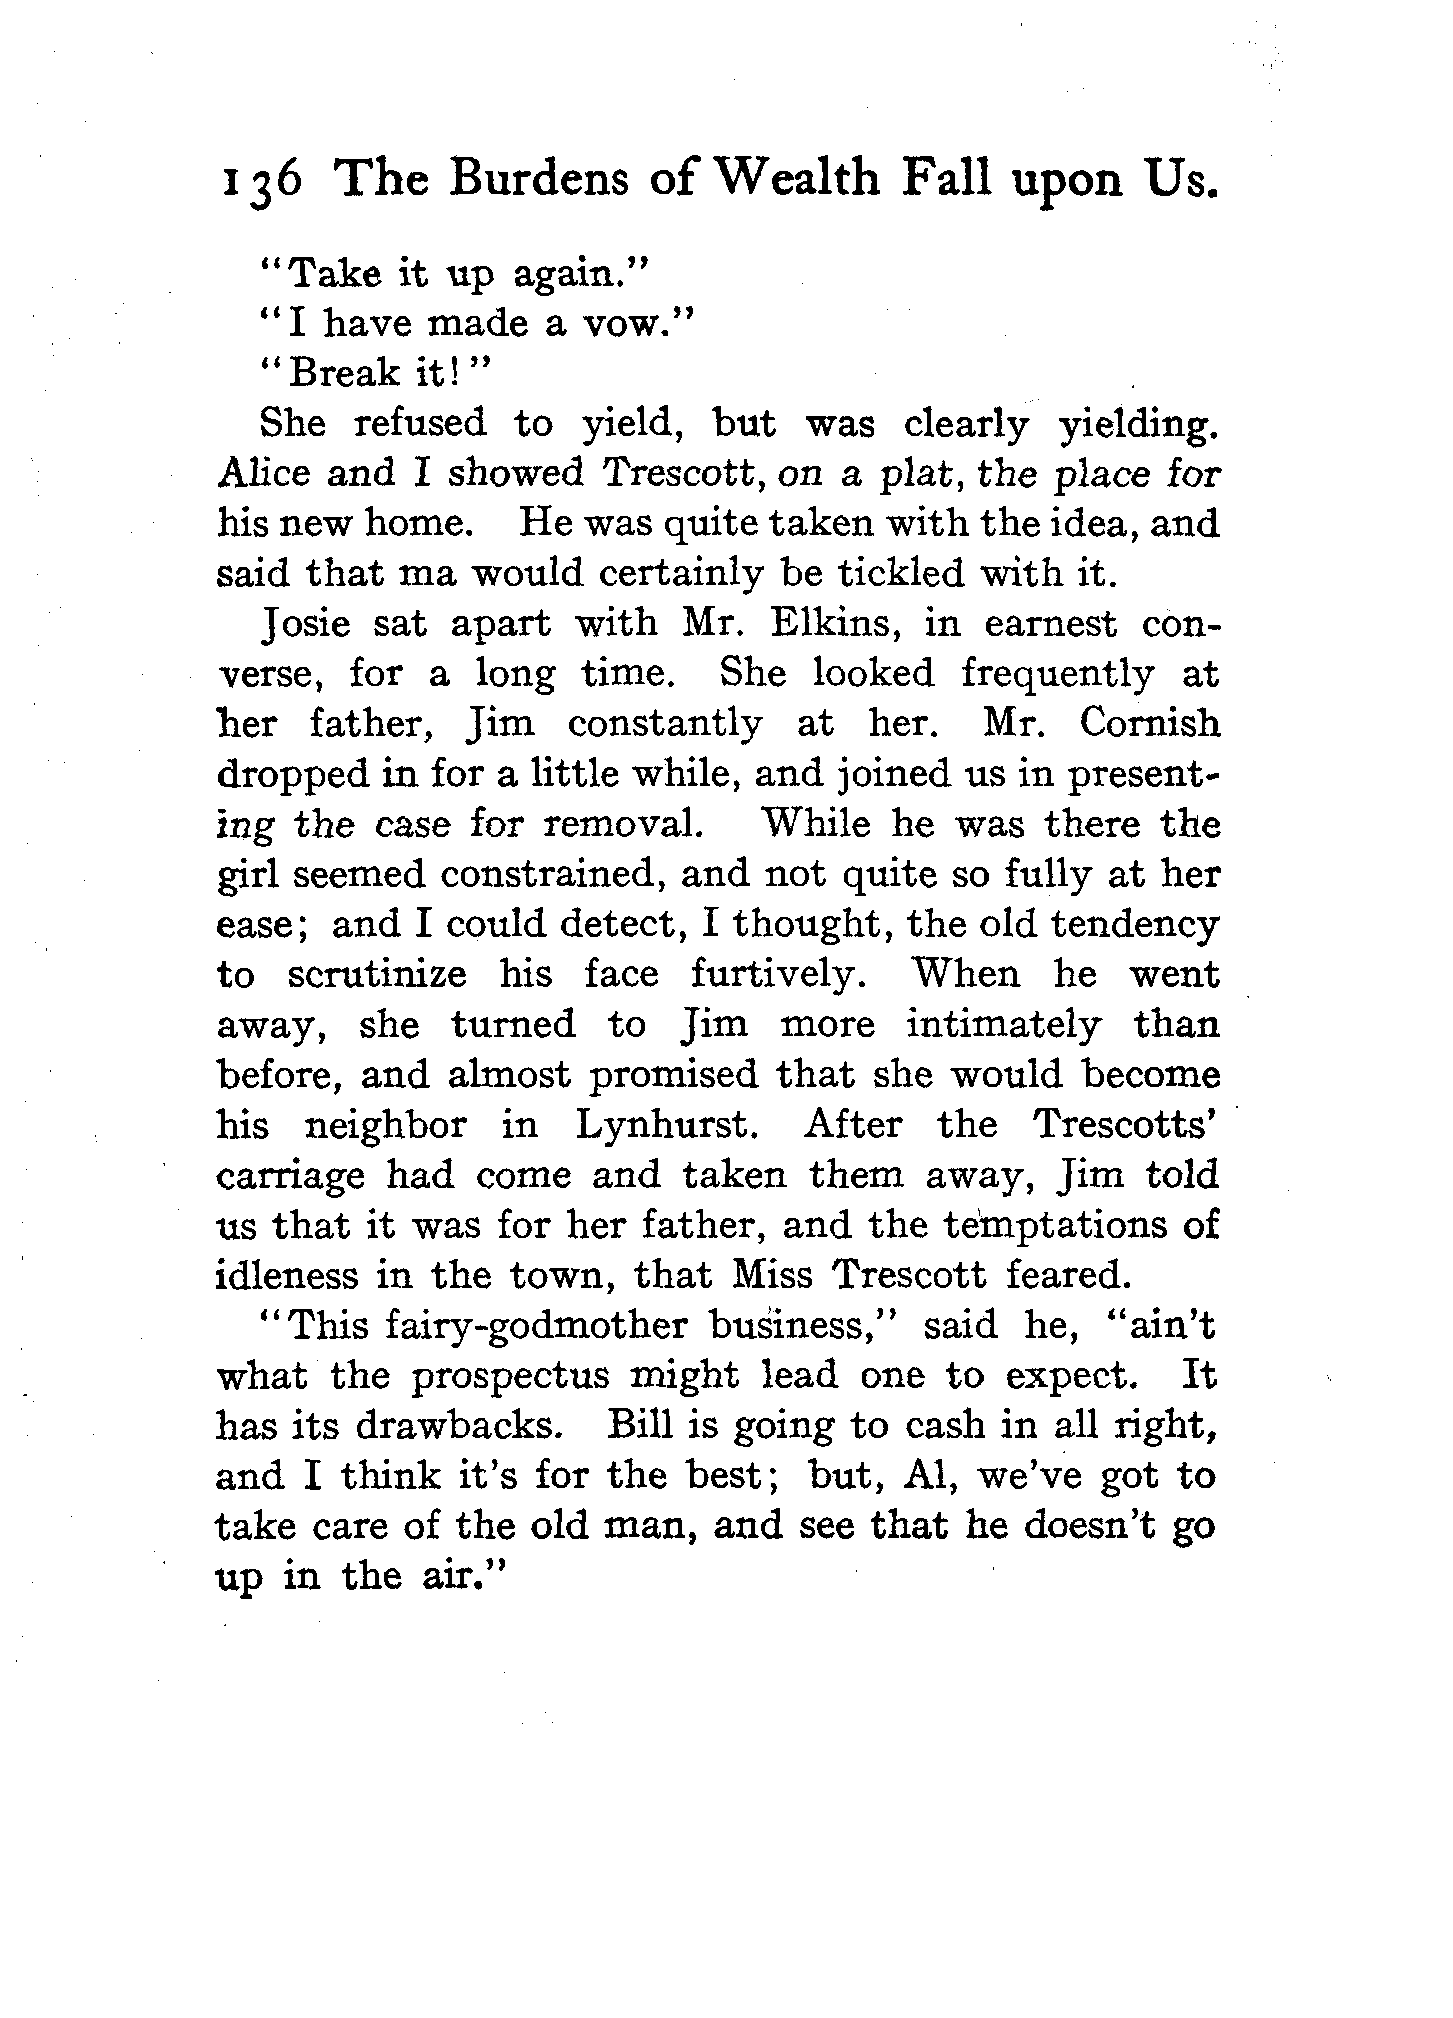 136 The Burdens of Wealth Fall upon Us.
"Take it up again."
"I have made a vow."
"Break it!"
She refused to yield, but was clearly yielding.
Alice and I showed Trescott, on a plat, the place for
his new home. He was quite taken with the idea, and
said that ma would certainly be tickled with it.
Josie sat apart with Mr. Elkins, in earnest con-
verse, for a long time. She looked frequently at
her father, Jim constantly at her. Mr. Cornish
dropped in for a little while, and joined us in present-
ing the case for removal. While he was there the
girl seemed constrained, and not quite so fully at her
ease; and I could detect, I thought, the old tendency
to scrutinize his face furtively. When he went
away, she turned to Jim more intimately than
before, and almost promised that she would become
his neighbor in Lynhurst. After the Trescotts'
carriage had come and taken them away, Jim told
us that it was for her father, and the temptations of
idleness in the town, that Miss Trescott feared.
"This fairy-godmother business," said he, "ain't
what the prospectus might lead one to expect. It
has its drawbacks. Bill is going to cash in all right,
and I think it's for the best; but, Al, we've got to
take care of the old man, and see that he doesn't go
up in the air."